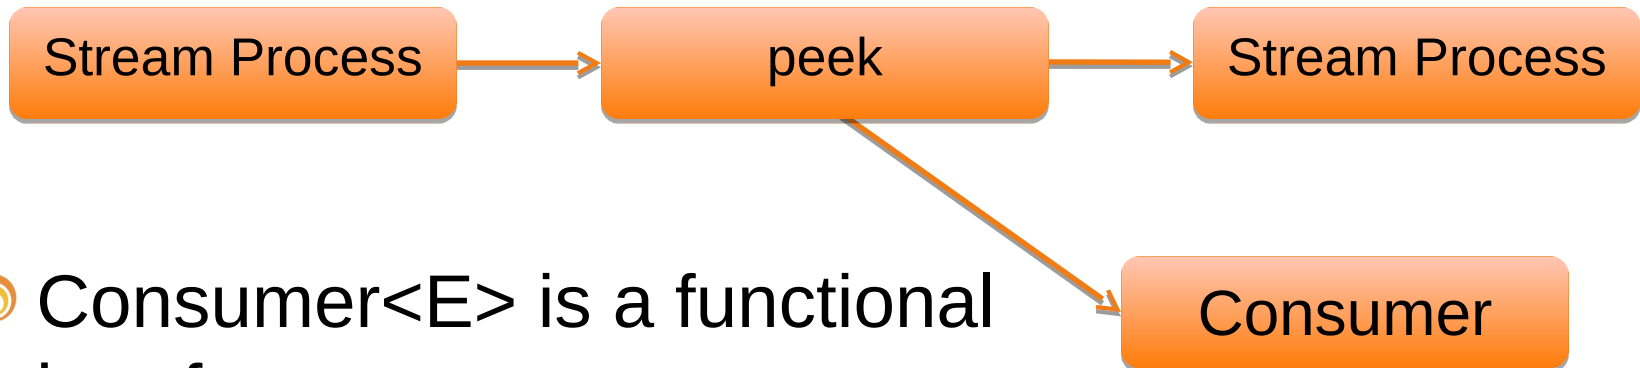 Stream Process
peek
Stream Process
Consumer<E> is a functional
Consumer